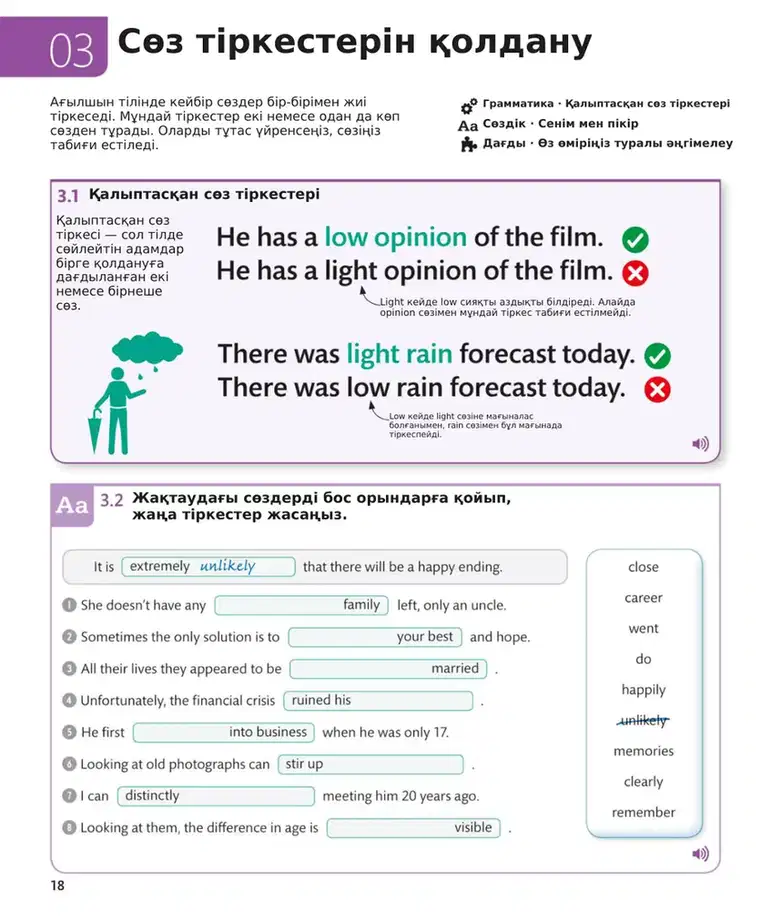 03
Сөз тіркестерін қолдану
Ағылшын тілінде кейбір сөздер бір-бірімен жиі
тіркеседі. Мұндай тіркестер екі немесе одан да көп
сөзден тұрады. Оларды тұтас үйренсеңіз, сөзіңіз
табиғи естіледі.
Грамматика · Қалыптасқан сөз тіркестері
Aa Сөздік · Сенім мен пікір
Дағды · Өз өміріңіз туралы әңгімелеу
3.1 Қалыптасқан сөз тіркестері
Қалыптасқан сөз
тіркесі — сол тілде
сөйлейтін адамдар
бірге қолдануға
дағдыланған екі
немесе бірнеше
сөз.
He has a low opinion of the film.
He has a light opinion of the film.
Light кейде low сияқты аздықты білдіреді. Алайда
opinion сөзімен мұндай тіркес табиғи естілмейді.
There was light rain forecast today.
There was low rain forecast today.
Low кейде light сөзіне мағыналас
болғанымен, rain сөзімен бұл мағынада
тіркеспейді.
Aa 3.2 Жақтаудағы сөздерді бос орындарға қойып,
жаңа тіркестер жасаңыз.
It is extremely unlikely that there will be a happy ending.
1 She doesn't have any family left, only an uncle.
2 Sometimes the only solution is to your best and hope.
3 All their lives they appeared to be married .
4 Unfortunately, the financial crisis ruined his .
5 He first into business when he was only 17.
6 Looking at old photographs can stir up .
7 I can distinctly meeting him 20 years ago.
8 Looking at them, the difference in age is visible .
close
career
went
do
happily
unlikely
memories
clearly
remember
18